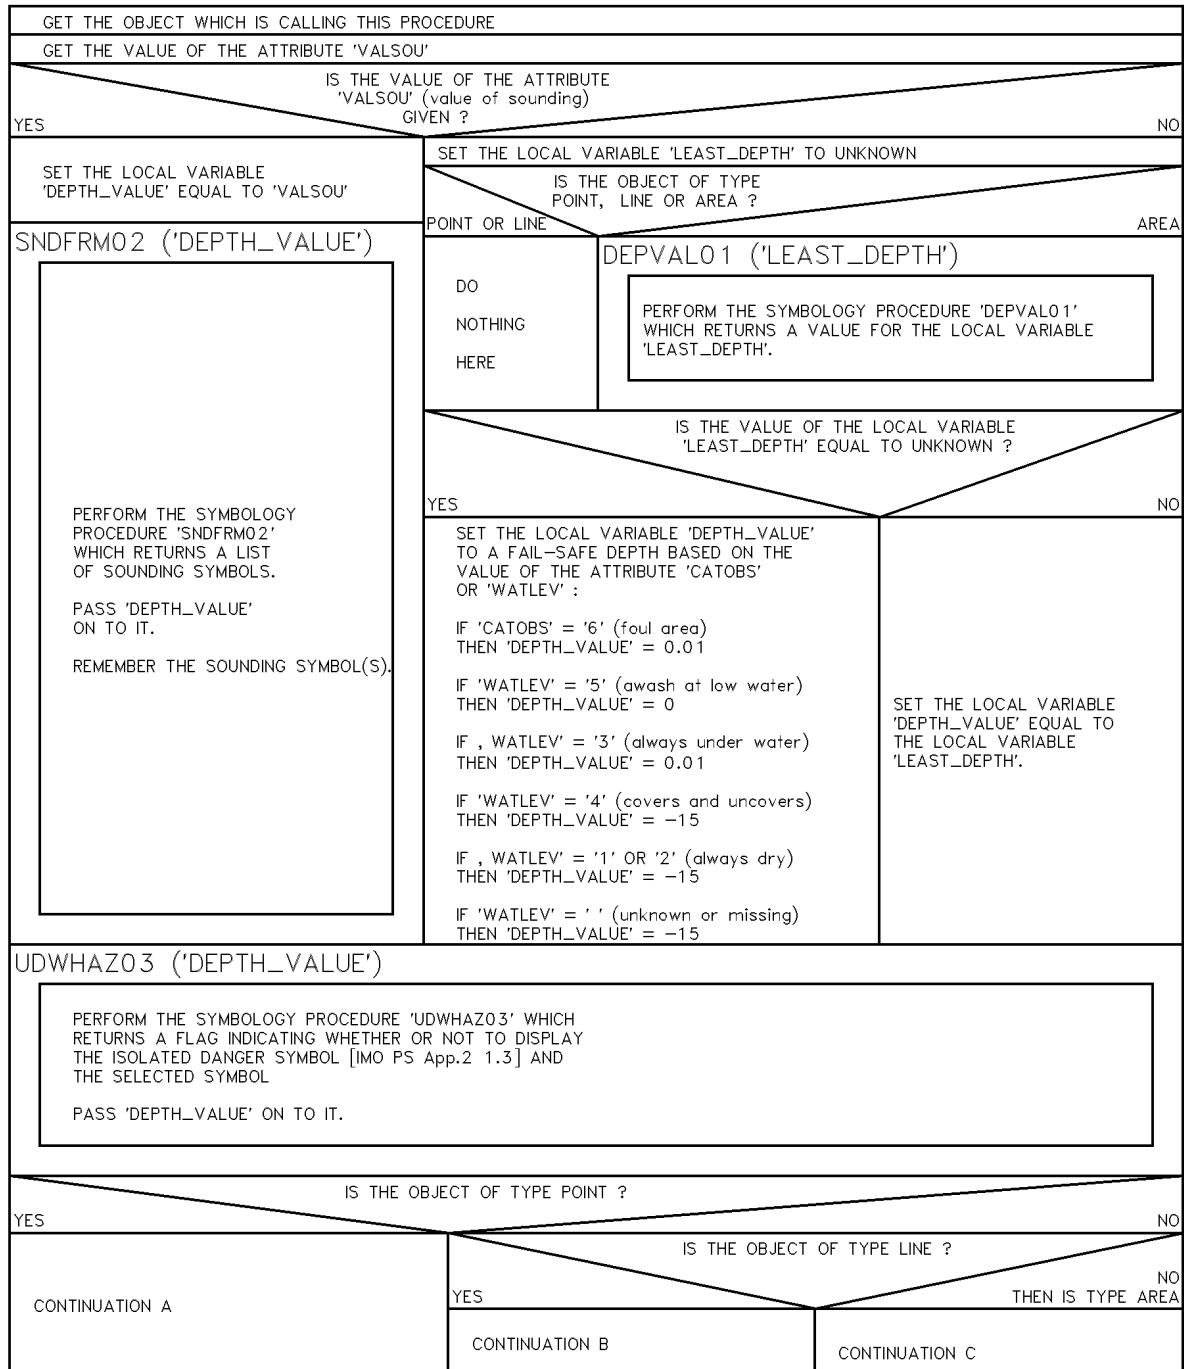 GET THE OBJECT WHICH IS CALLING THIS PROCEDURE
GET THE VALUE OF THE ATTRIBUTE 'VALSOU'
IS THE VALUE OF THE ATTRIBUTE
'VALSOU' (value of sounding)
GIVEN ?
YES
NO
SET THE LOCAL VARIABLE
'DEPTH_VALUE' EQUAL TO 'VALSOU'
SNDFRM02 ('DEPTH_VALUE')
PERFORM THE SYMBOLOGY
PROCEDURE 'SNDFRM02'
WHICH RETURNS A LIST
OF SOUNDING SYMBOLS.
PASS 'DEPTH_VALUE'
ON TO IT.
REMEMBER THE SOUNDING SYMBOL(S).
SET THE LOCAL VARIABLE 'LEAST_DEPTH' TO UNKNOWN
IS THE OBJECT OF TYPE
POINT, LINE OR AREA ?
POINT OR LINE
AREA
DO
NOTHING
HERE
DEPVAL01 ('LEAST_DEPTH')
PERFORM THE SYMBOLOGY PROCEDURE 'DEPVAL01'
WHICH RETURNS A VALUE FOR THE LOCAL VARIABLE
'LEAST_DEPTH'.
IS THE VALUE OF THE LOCAL VARIABLE
'LEAST_DEPTH' EQUAL TO UNKNOWN ?
YES
NO
SET THE LOCAL VARIABLE 'DEPTH_VALUE'
TO A FAIL-SAFE DEPTH BASED ON THE
VALUE OF THE ATTRIBUTE 'CATOBS'
OR 'WATLEV' :
IF 'CATOBS' = '6' (foul area)
THEN 'DEPTH_VALUE' = 0.01
IF 'WATLEV' = '5' (awash at low water)
THEN 'DEPTH_VALUE' = 0
IF , WATLEV' = '3' (always under water)
THEN 'DEPTH_VALUE' = 0.01
IF 'WATLEV' = '4' (covers and uncovers)
THEN 'DEPTH_VALUE' = -15
IF , WATLEV' = '1' OR '2' (always dry)
THEN 'DEPTH_VALUE' = -15
IF 'WATLEV' = ' ' (unknown or missing)
THEN 'DEPTH_VALUE' = -15
SET THE LOCAL VARIABLE
'DEPTH_VALUE' EQUAL TO
THE LOCAL VARIABLE
'LEAST_DEPTH'.
UDWHAZ03 ('DEPTH_VALUE')
PERFORM THE SYMBOLOGY PROCEDURE 'UDWHAZ03' WHICH
RETURNS A FLAG INDICATING WHETHER OR NOT TO DISPLAY
THE ISOLATED DANGER SYMBOL [IMO PS App.2 1.3] AND
THE SELECTED SYMBOL
PASS 'DEPTH_VALUE' ON TO IT.
IS THE OBJECT OF TYPE POINT ?
YES
NO
CONTINUATION A
IS THE OBJECT OF TYPE LINE ?
YES
NO
THEN IS TYPE AREA
CONTINUATION B
CONTINUATION C